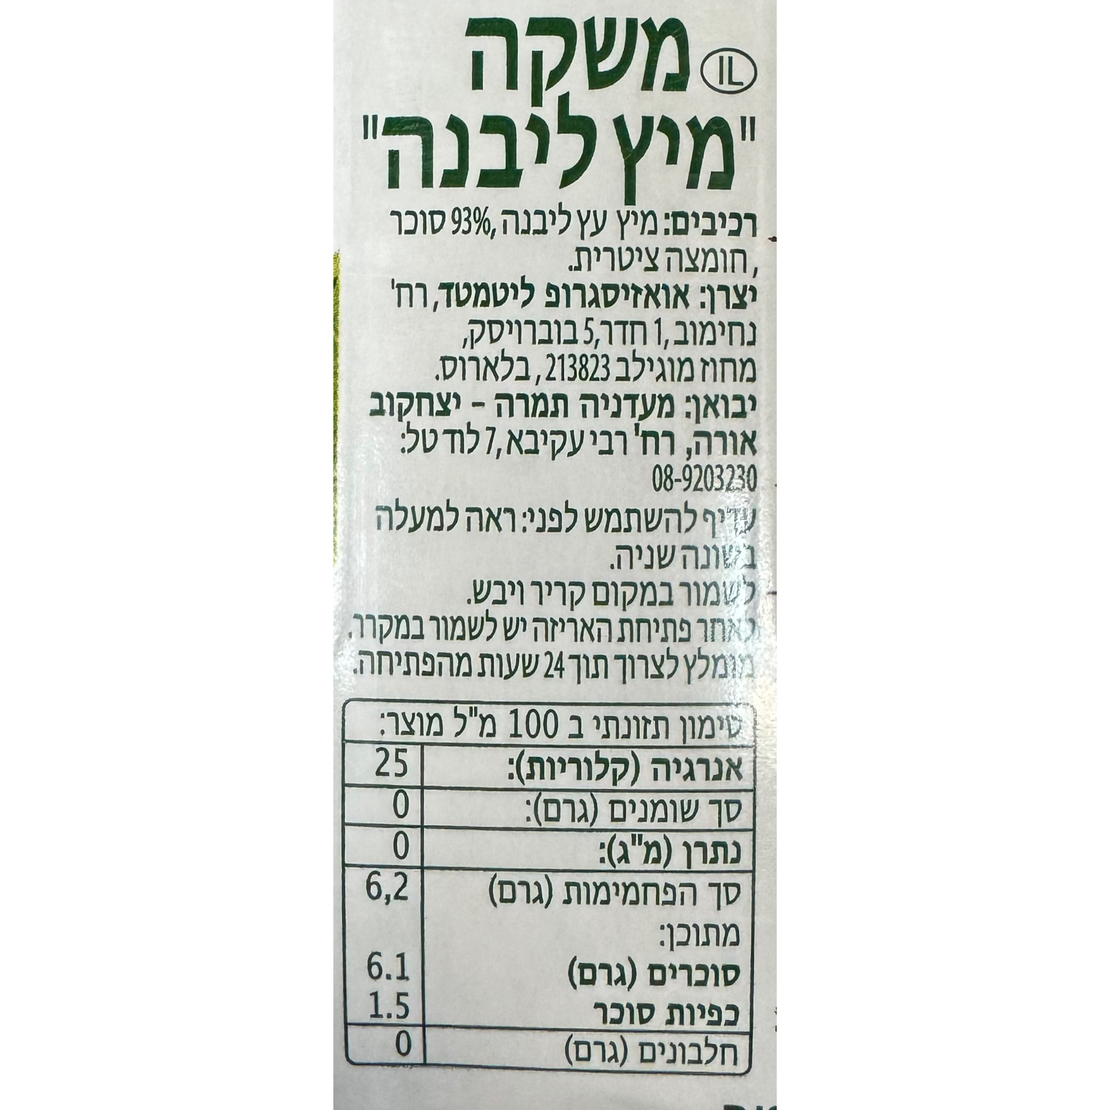 IL משקה
"מיץ ליבנה"
רכיבים: מיץ עץ ליבנה ,93% סוכר
, חומצה ציטרית.
יצרן: אואזיסגרופ ליטמטד, רח'
נחימוב ,1 חדר ,5 בוברויסק,
מחוז מוגילב 213823 , בלארוס.
יבואן: מעדניה תמרה – יצחקוב
אורה, רח' רבי עקיבא ,7 לוד טל:
08-9203230
עדיף להשתמש לפני: ראה למעלה
בשונה שניה.
לשמור במקום קריר ויבש.
לאחר פתיחת האריזה יש לשמור במקרר.
מומלץ לצרוך תוך 24 שעות מהפתיחה.
סימון תזונתי ב 100 מ"ל מוצר:
אנרגיה (קלוריות): 25
סך שומנים (גרם): 0
נתרן (מ"ג): 0
סך הפחמימות (גרם) 6,2
מתוכן:
סוכרים (גרם) 6.1
כפיות סוכר 1.5
חלבונים (גרם) 0